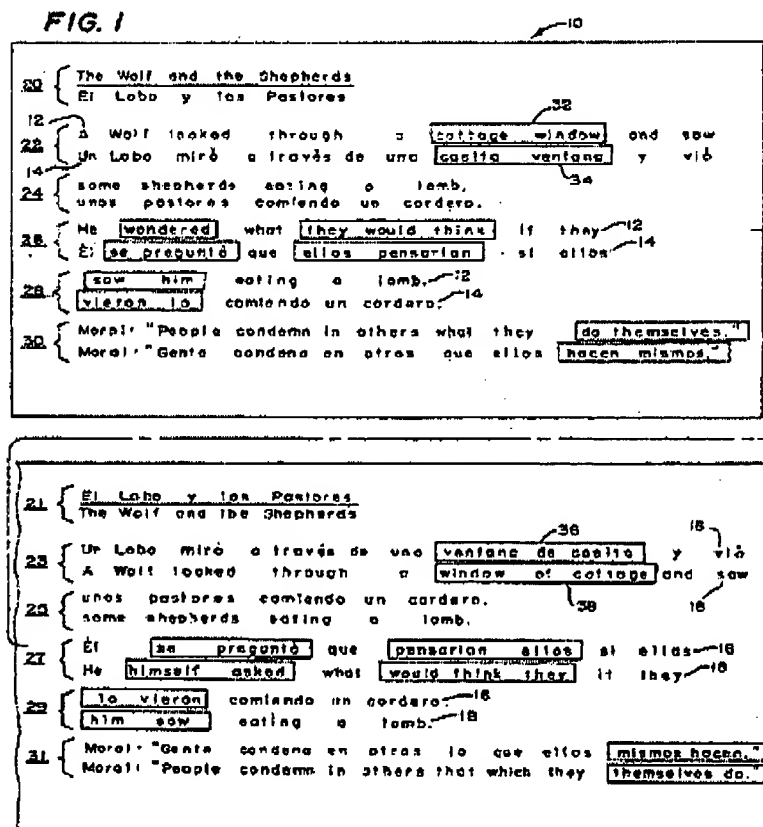 FIG. 1
10
20 The Wolf and the Shepherds
El Lobo y los Pastores
32
12
22 A Wolf looked through a cottage window and saw
Un Lobo miró a través de una casita ventana y vió
14
34
24 some shepherds eating a lamb.
unos pastores comiendo un cordero.
26 He wondered what they would think if they 12
Él se preguntó que ellos pensarían si ellos 14
28 saw him eating a lamb. 12
vieron lo comiendo un cordero. 14
30 Moral: "People condemn in others what they do themselves."
Moral: "Gente condena en otros que ellos hacen mismos."
21 El Lobo y los Pastores
The Wolf and the Shepherds
36 16
23 Un Lobo miró a través de una ventana de casita y vió
A Wolf looked through a window of cottage and saw
38 18
25 unos pastores comiendo un cordero.
some shepherds eating a lamb.
27 Él se preguntó que pensarían ellos si ellos 16
He himself asked what would think they if they 18
29 lo vieron comiendo un cordero. 16
him saw eating a lamb. 18
31 Moral: "Gente condena en otros lo que ellos mismos hacen."
Moral: "People condemn in others that which they themselves do."